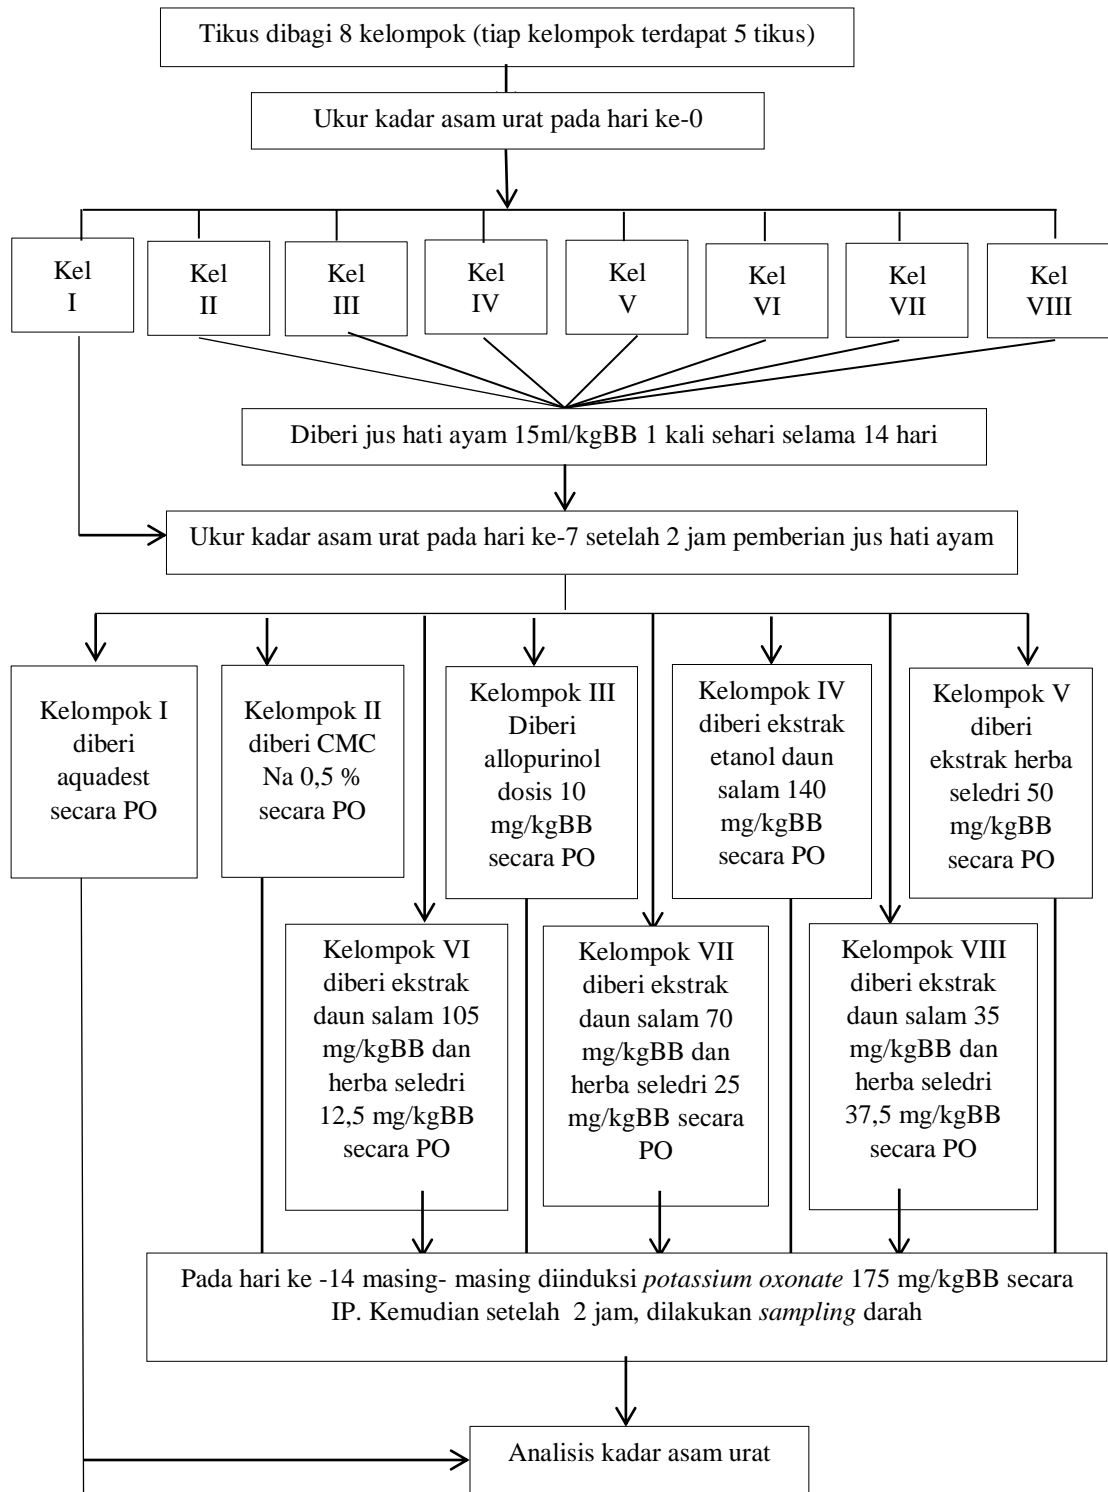 Tikus dibagi 8 kelompok (tiap kelompok terdapat 5 tikus)
Ukur kadar asam urat pada hari ke-0
Kel
I
Kel
II
Kel
III
Kel
IV
Kel
V
Kel
VI
Kel
VII
Kel
VIII
Diberi jus hati ayam 15ml/kgBB 1 kali sehari selama 14 hari
Ukur kadar asam urat pada hari ke-7 setelah 2 jam pemberian jus hati ayam
Kelompok I
diberi
aquadest
secara PO
Kelompok II
diberi CMC
Na 0,5 %
secara PO
Kelompok III
Diberi
allopurinol
dosis 10
mg/kgBB
secara PO
Kelompok IV
diberi ekstrak
etanol daun
salam 140
mg/kgBB
secara PO
Kelompok V
diberi
ekstrak herba
seledri 50
mg/kgBB
secara PO
Kelompok VI
diberi ekstrak
daun salam 105
mg/kgBB dan
herba seledri
12,5 mg/kgBB
secara PO
Kelompok VII
diberi ekstrak
daun salam 70
mg/kgBB dan
herba seledri 25
mg/kgBB secara
PO
Kelompok VIII
diberi ekstrak
daun salam 35
mg/kgBB dan
herba seledri
37,5 mg/kgBB
secara PO
Pada hari ke -14 masing- masing diinduksi potassium oxonate 175 mg/kgBB secara
IP. Kemudian setelah 2 jam, dilakukan sampling darah
Analisis kadar asam urat